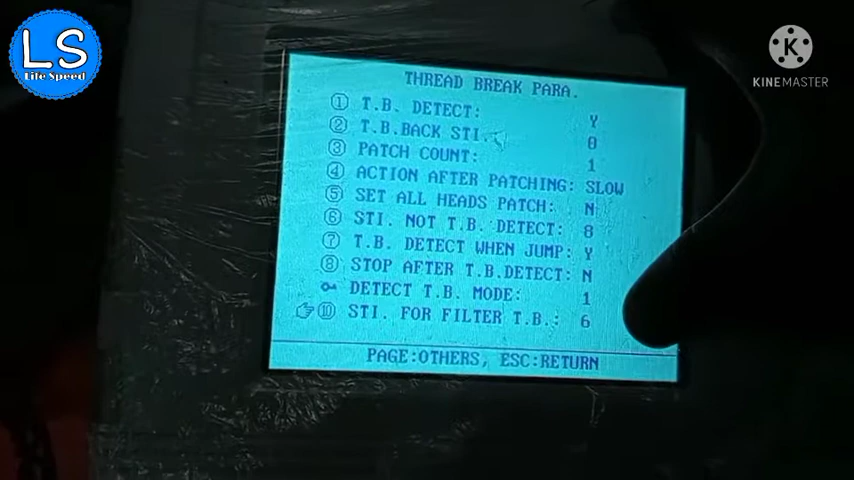 LS
Life Speed
K
KINEMASTER
THREAD BREAK PARA.
① T.B. DETECT: Y
② T.B.BACK STI.: 0
③ PATCH COUNT: 1
④ ACTION AFTER PATCHING: SLOW
⑤ SET ALL HEADS PATCH: N
⑥ STI. NOT T.B. DETECT: 8
⑦ T.B. DETECT WHEN JUMP: Y
⑧ STOP AFTER T.B.DETECT: N
DETECT T.B. MODE: 1
⑩ STI. FOR FILTER T.B.: 6
PAGE:OTHERS, ESC:RETURN